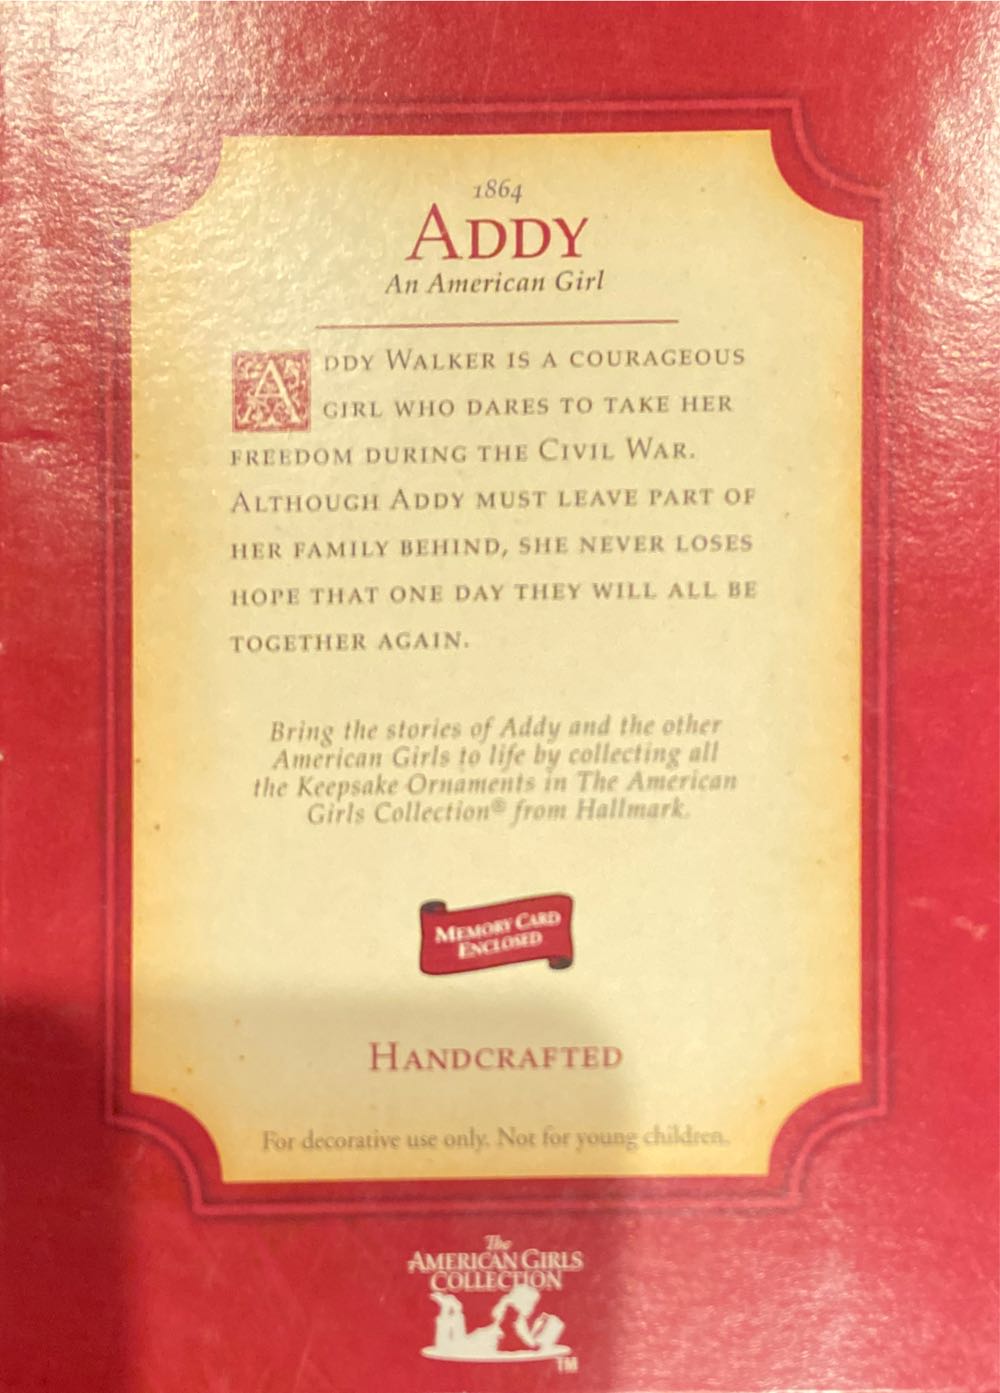 1864
ADDY
An American Girl
ADDY WALKER IS A COURAGEOUS
GIRL WHO DARES TO TAKE HER
FREEDOM DURING THE CIVIL WAR.
ALTHOUGH ADDY MUST LEAVE PART OF
HER FAMILY BEHIND, SHE NEVER LOSES
HOPE THAT ONE DAY THEY WILL ALL BE
TOGETHER AGAIN.
Bring the stories of Addy and the other
American Girls to life by collecting all
the Keepsake Ornaments in The American
Girls Collection® from Hallmark.
MEMORY CARD
ENCLOSED
HANDCRAFTED
For decorative use only. Not for young children.
The
AMERICAN GIRLS
COLLECTION
TM